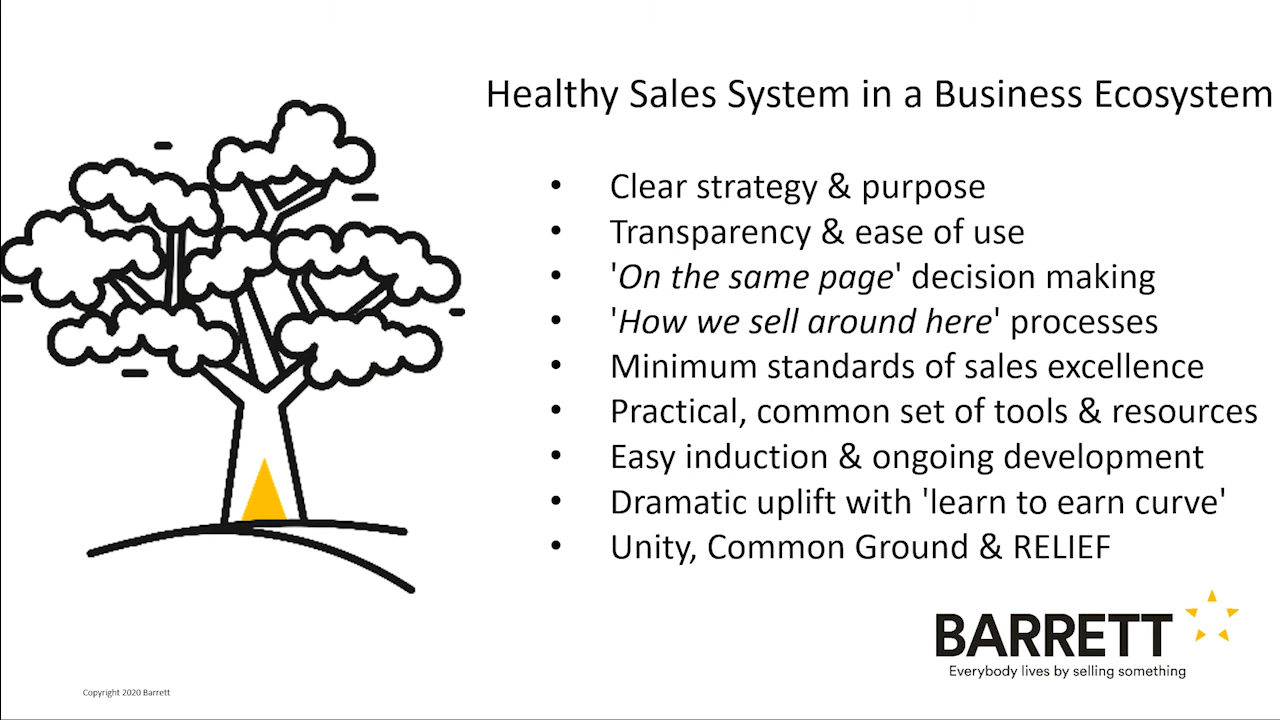 Healthy Sales System in a Business Ecosystem
• Clear strategy & purpose
• Transparency & ease of use
• 'On the same page' decision making
• 'How we sell around here' processes
• Minimum standards of sales excellence
• Practical, common set of tools & resources
• Easy induction & ongoing development
• Dramatic uplift with 'learn to earn curve'
• Unity, Common Ground & RELIEF
BARRETT
Everybody lives by selling something
Copyright 2020 Barrett